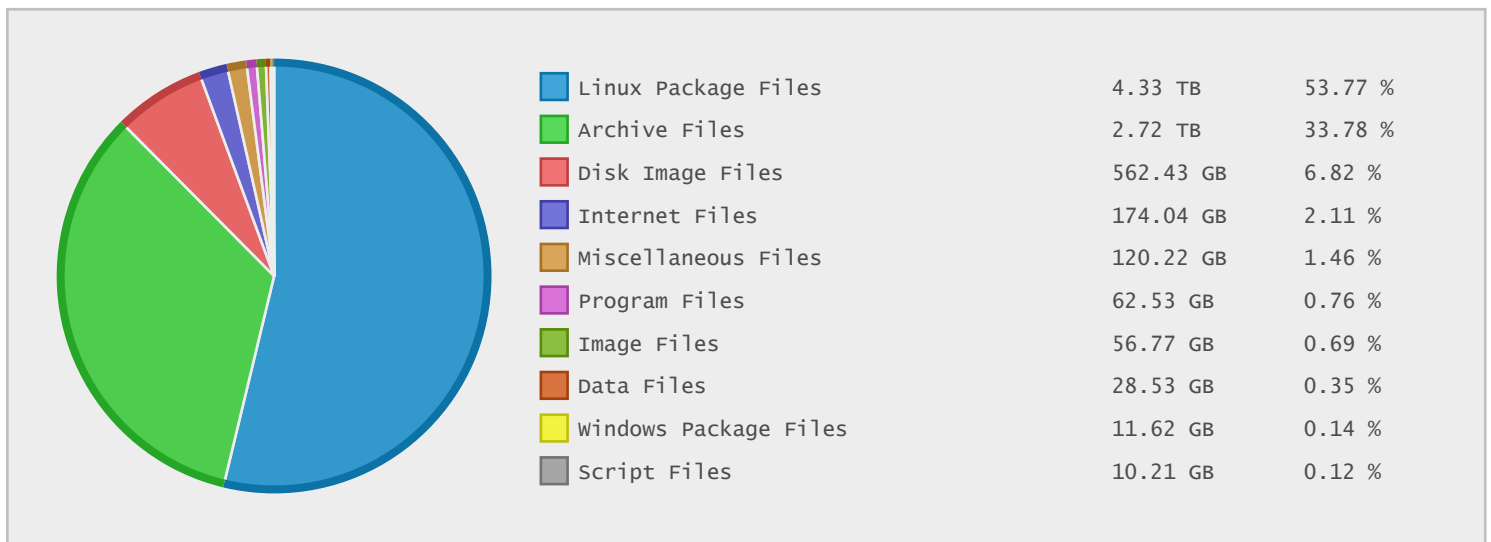 Linux Package Files 4.33 TB 53.77 %
Archive Files 2.72 TB 33.78 %
Disk Image Files 562.43 GB 6.82 %
Internet Files 174.04 GB 2.11 %
Miscellaneous Files 120.22 GB 1.46 %
Program Files 62.53 GB 0.76 %
Image Files 56.77 GB 0.69 %
Data Files 28.53 GB 0.35 %
Windows Package Files 11.62 GB 0.14 %
Script Files 10.21 GB 0.12 %